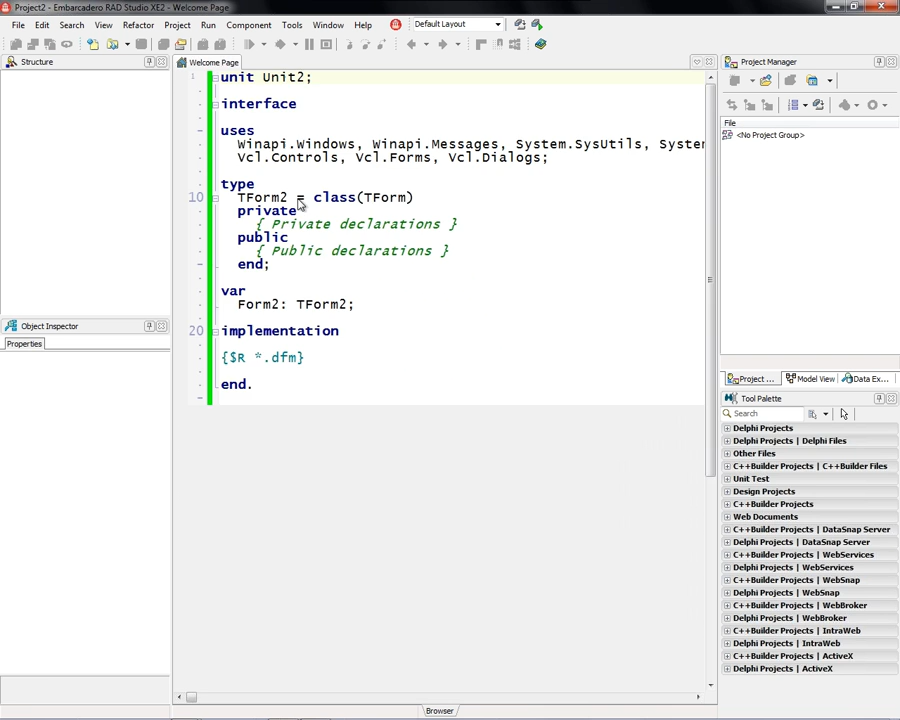 Project2 - Embarcadero RAD Studio XE2 - Welcome Page
File Edit Search View Refactor Project Run Component Tools Window Help Default Layout
Structure
Welcome Page
Project Manager
1 unit Unit2;
interface
uses
Winapi.Windows, Winapi.Messages, System.SysUtils, System
Vcl.Controls, Vcl.Forms, Vcl.Dialogs;
type
10 TForm2 = class(TForm)
private
{ Private declarations }
public
{ Public declarations }
end;
var
Form2: TForm2;
20 implementation
{$R *.dfm}
end.
Object Inspector
Properties
File
<No Project Group>
Project ... Model View Data Ex...
Tool Palette
Search
Delphi Projects
Delphi Projects | Delphi Files
Other Files
C++Builder Projects | C++Builder Files
Unit Test
Design Projects
C++Builder Projects
Web Documents
C++Builder Projects | DataSnap Server
Delphi Projects | DataSnap Server
C++Builder Projects | WebServices
Delphi Projects | WebServices
C++Builder Projects | WebSnap
Delphi Projects | WebSnap
C++Builder Projects | WebBroker
Delphi Projects | WebBroker
C++Builder Projects | IntraWeb
Delphi Projects | IntraWeb
C++Builder Projects | ActiveX
Delphi Projects | ActiveX
Browser